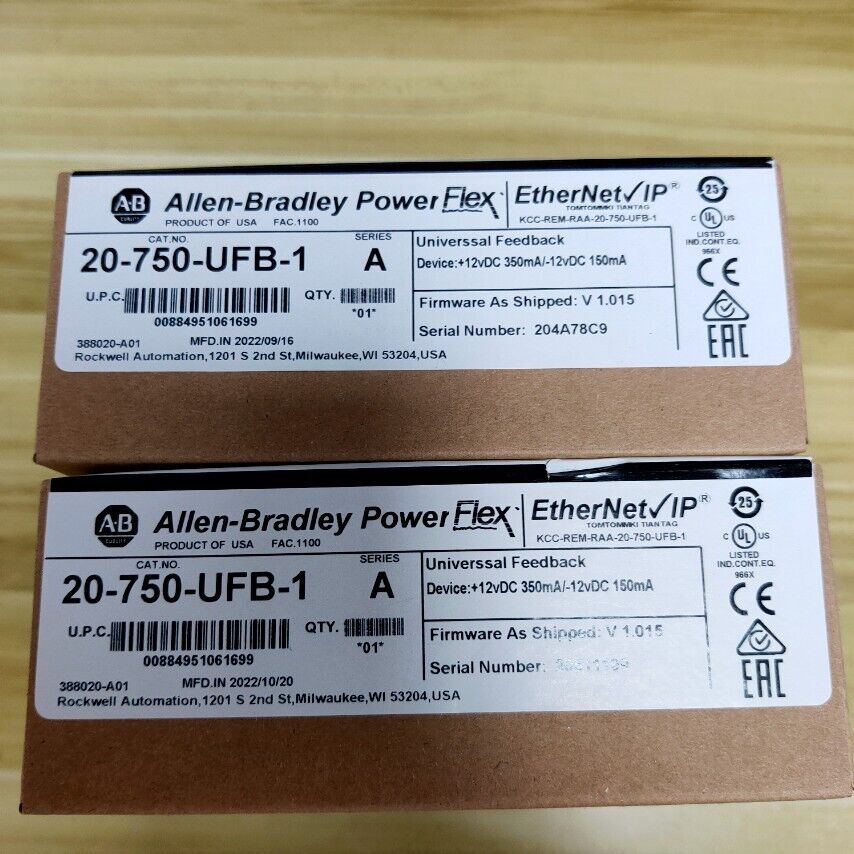 A-B Allen-Bradley PowerFlex EtherNet/IP® 25
QUALITY
TOMTOMMKI TIANTAG
PRODUCT OF USA FAC.1100 KCC-REM-RAA-20-750-UFB-1
C UL US
LISTED
IND.CONT.EQ.
966X
CAT.NO. SERIES
20-750-UFB-1 A
Universsal Feedback
Device:+12vDC 350mA/-12vDC 150mA
CE
U.P.C. QTY.
00884951061699 *01*
Firmware As Shipped: V 1.015
Serial Number: 204A78C9
EAC
388020-A01 MFD.IN 2022/09/16
Rockwell Automation,1201 S 2nd St,Milwaukee,WI 53204,USA
A-B Allen-Bradley PowerFlex EtherNet/IP® 25
QUALITY
TOMTOMMKI TIANTAG
PRODUCT OF USA FAC.1100 KCC-REM-RAA-20-750-UFB-1
C UL US
LISTED
IND.CONT.EQ.
966X
CAT.NO. SERIES
20-750-UFB-1 A
Universsal Feedback
Device:+12vDC 350mA/-12vDC 150mA
CE
U.P.C. QTY.
00884951061699 *01*
Firmware As Shipped: V 1.015
Serial Number:
EAC
388020-A01 MFD.IN 2022/10/20
Rockwell Automation,1201 S 2nd St,Milwaukee,WI 53204,USA